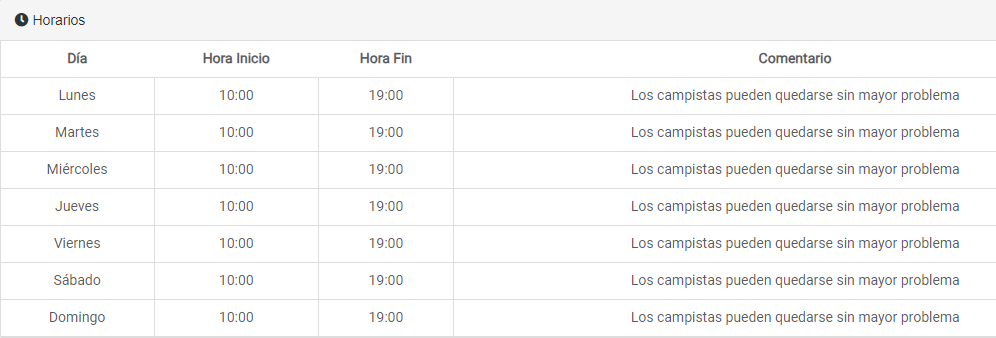 Horarios
Día Hora Inicio Hora Fin Comentario
Lunes 10:00 19:00 Los campistas pueden quedarse sin mayor problema
Martes 10:00 19:00 Los campistas pueden quedarse sin mayor problema
Miércoles 10:00 19:00 Los campistas pueden quedarse sin mayor problema
Jueves 10:00 19:00 Los campistas pueden quedarse sin mayor problema
Viernes 10:00 19:00 Los campistas pueden quedarse sin mayor problema
Sábado 10:00 19:00 Los campistas pueden quedarse sin mayor problema
Domingo 10:00 19:00 Los campistas pueden quedarse sin mayor problema